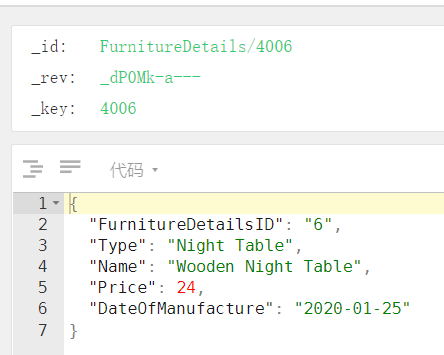 _id: FurnitureDetails/4006
_rev: _dP0Mk-a---
_key: 4006
代码
1 {
2 "FurnitureDetailsID": "6",
3 "Type": "Night Table",
4 "Name": "Wooden Night Table",
5 "Price": 24,
6 "DateOfManufacture": "2020-01-25"
7 }